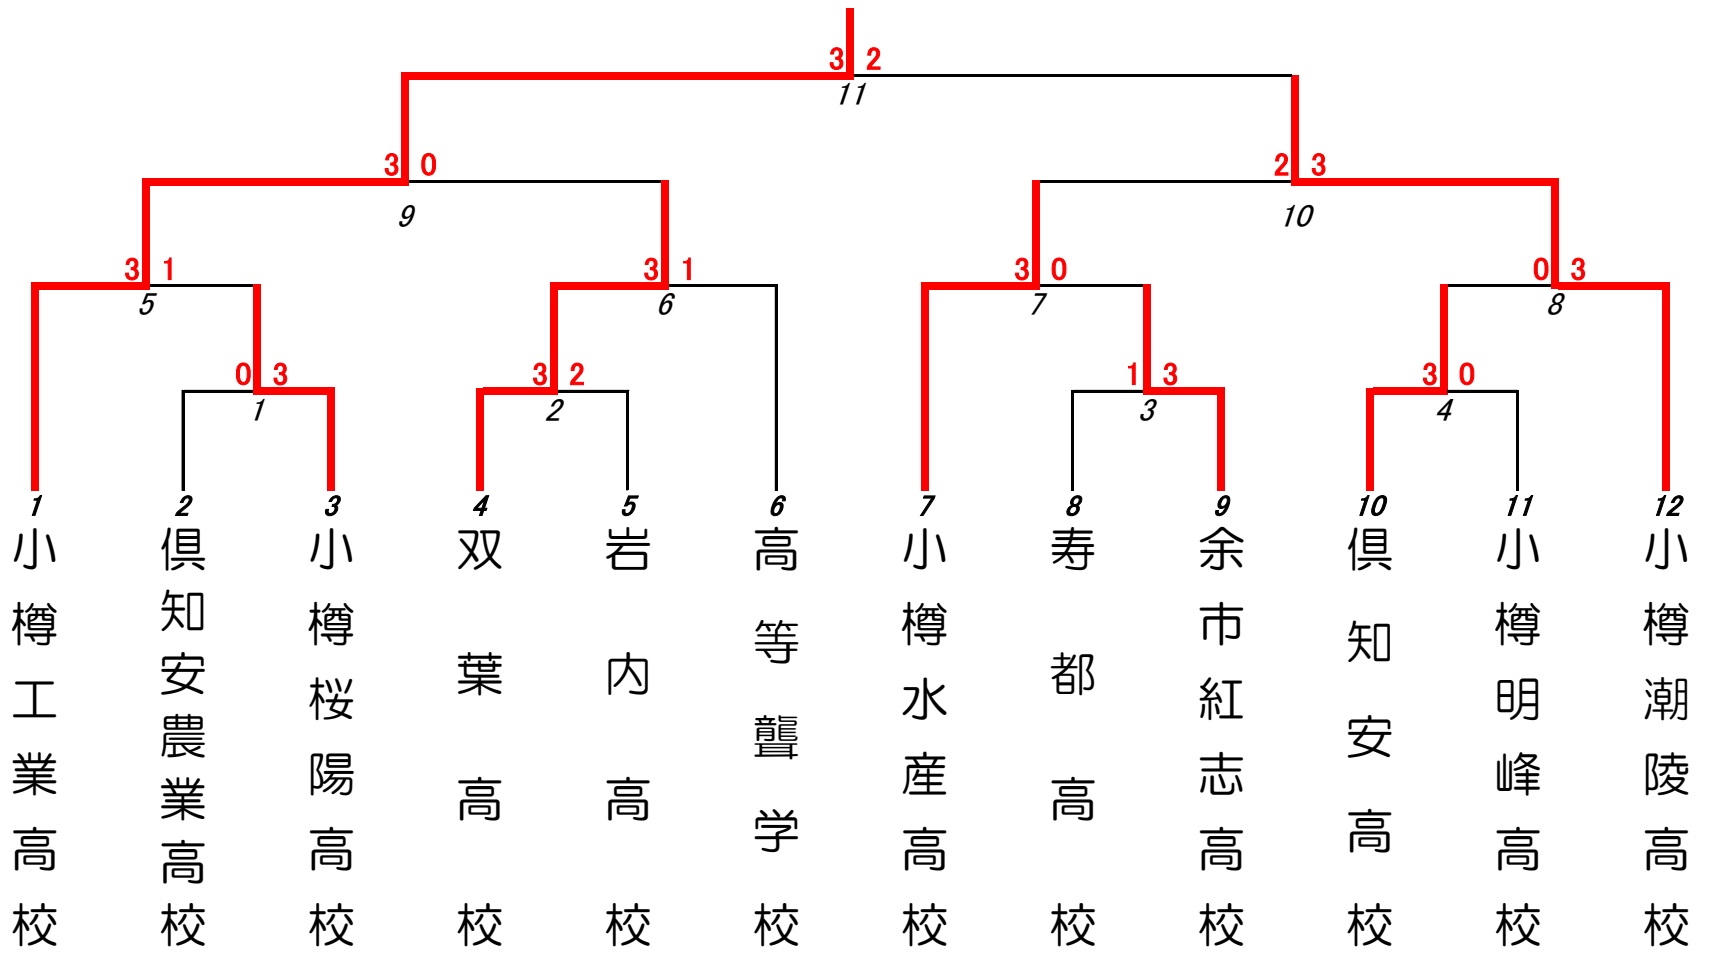 3 2
11
3 0
2 3
9
10
3 1
3 1
3 0
0 3
5
6
7
8
0 3
3 2
1 3
3 0
1
2
3
4
1
2
3
4
5
6
7
8
9
10
11
12
小樽工業高校
倶知安農業高校
小樽桜陽高校
双葉高校
岩内高校
高等聾学校
小樽水産高校
寿都高校
余市紅志高校
倶知安高校
小樽明峰高校
小樽潮陵高校